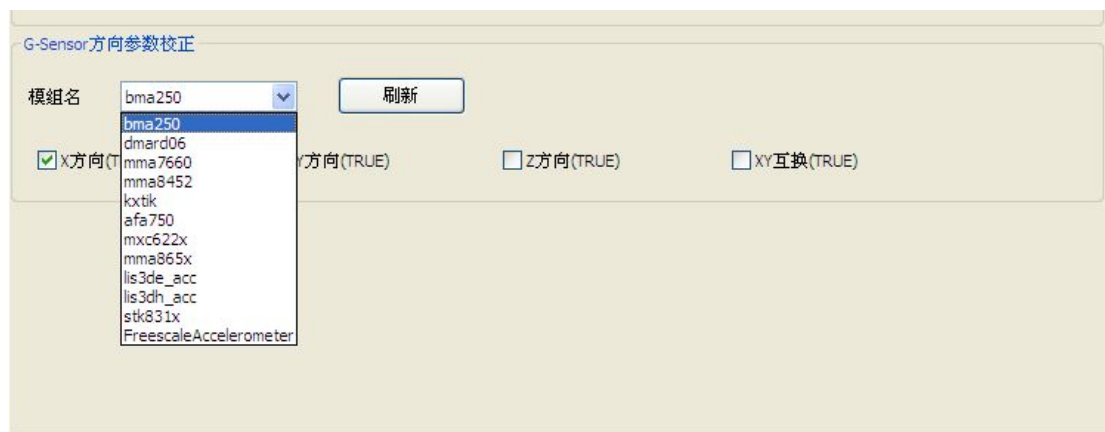 G-Sensor方向参数校正
模组名 bma250 刷新
bma250
dmard06
mma7660
mma8452
kxtik
afa750
mxc622x
mma865x
lis3de_acc
lis3dh_acc
stk831x
FreescaleAccelerometer
X方向(T Y方向(TRUE) Z方向(TRUE) XY互换(TRUE)